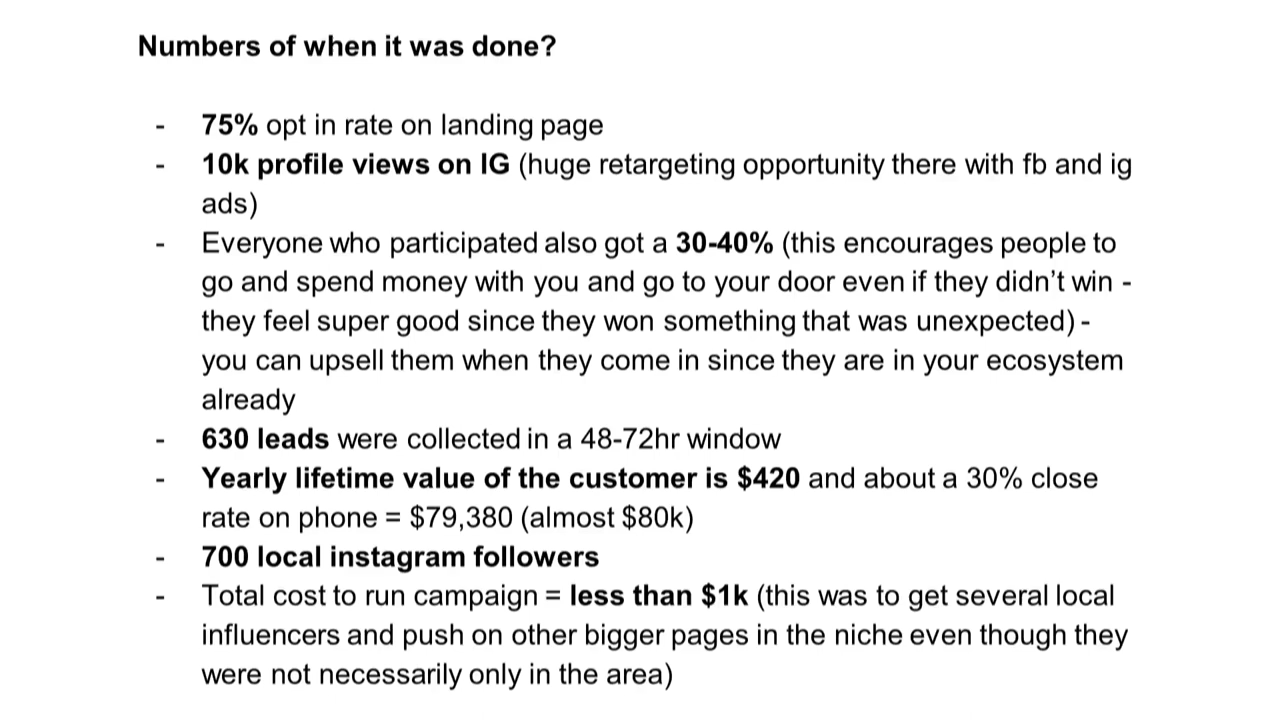 Numbers of when it was done?
- 75% opt in rate on landing page
- 10k profile views on IG (huge retargeting opportunity there with fb and ig
ads)
- Everyone who participated also got a 30-40% (this encourages people to
go and spend money with you and go to your door even if they didn't win -
they feel super good since they won something that was unexpected) -
you can upsell them when they come in since they are in your ecosystem
already
- 630 leads were collected in a 48-72hr window
- Yearly lifetime value of the customer is $420 and about a 30% close
rate on phone = $79,380 (almost $80k)
- 700 local instagram followers
- Total cost to run campaign = less than $1k (this was to get several local
influencers and push on other bigger pages in the niche even though they
were not necessarily only in the area)